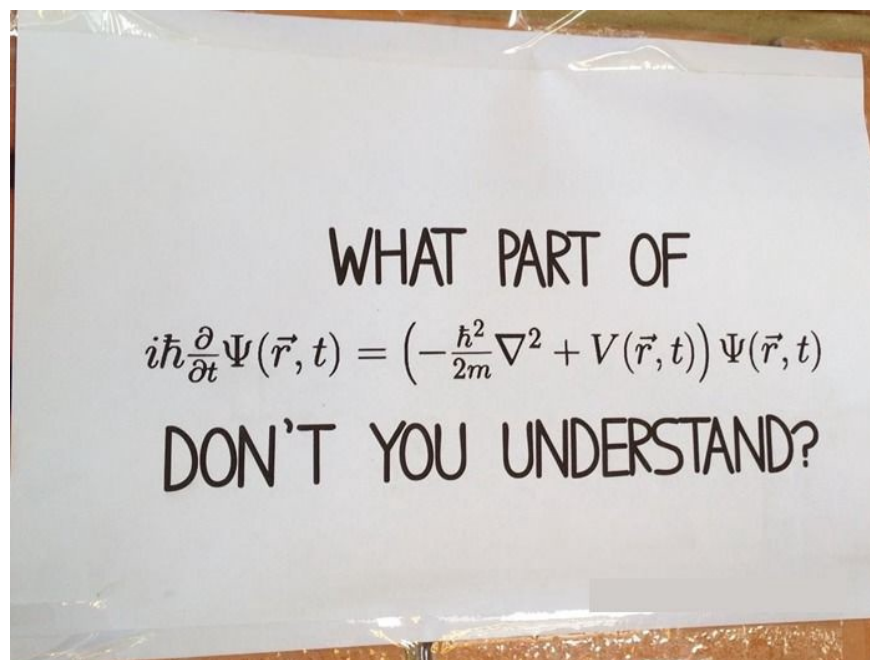 WHAT PART OF
iħ ∂/∂t Ψ(r⃗, t) = (−ħ²/2m ∇² + V(r⃗, t)) Ψ(r⃗, t)
DON'T YOU UNDERSTAND?